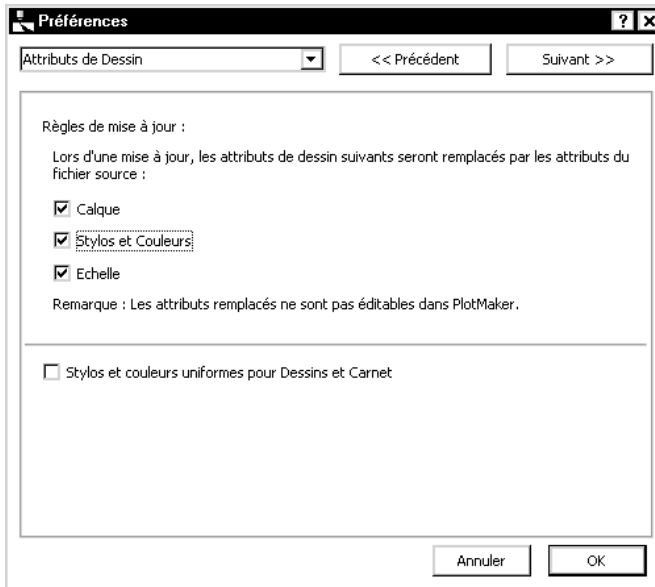 Préférences
Attributs de Dessin
<< Précédent
Suivant >>
Règles de mise à jour :
Lors d'une mise à jour, les attributs de dessin suivants seront remplacés par les attributs du
fichier source :
Calque
Stylos et Couleurs
Echelle
Remarque : Les attributs remplacés ne sont pas éditables dans PlotMaker.
Stylos et couleurs uniformes pour Dessins et Carnet
Annuler
OK